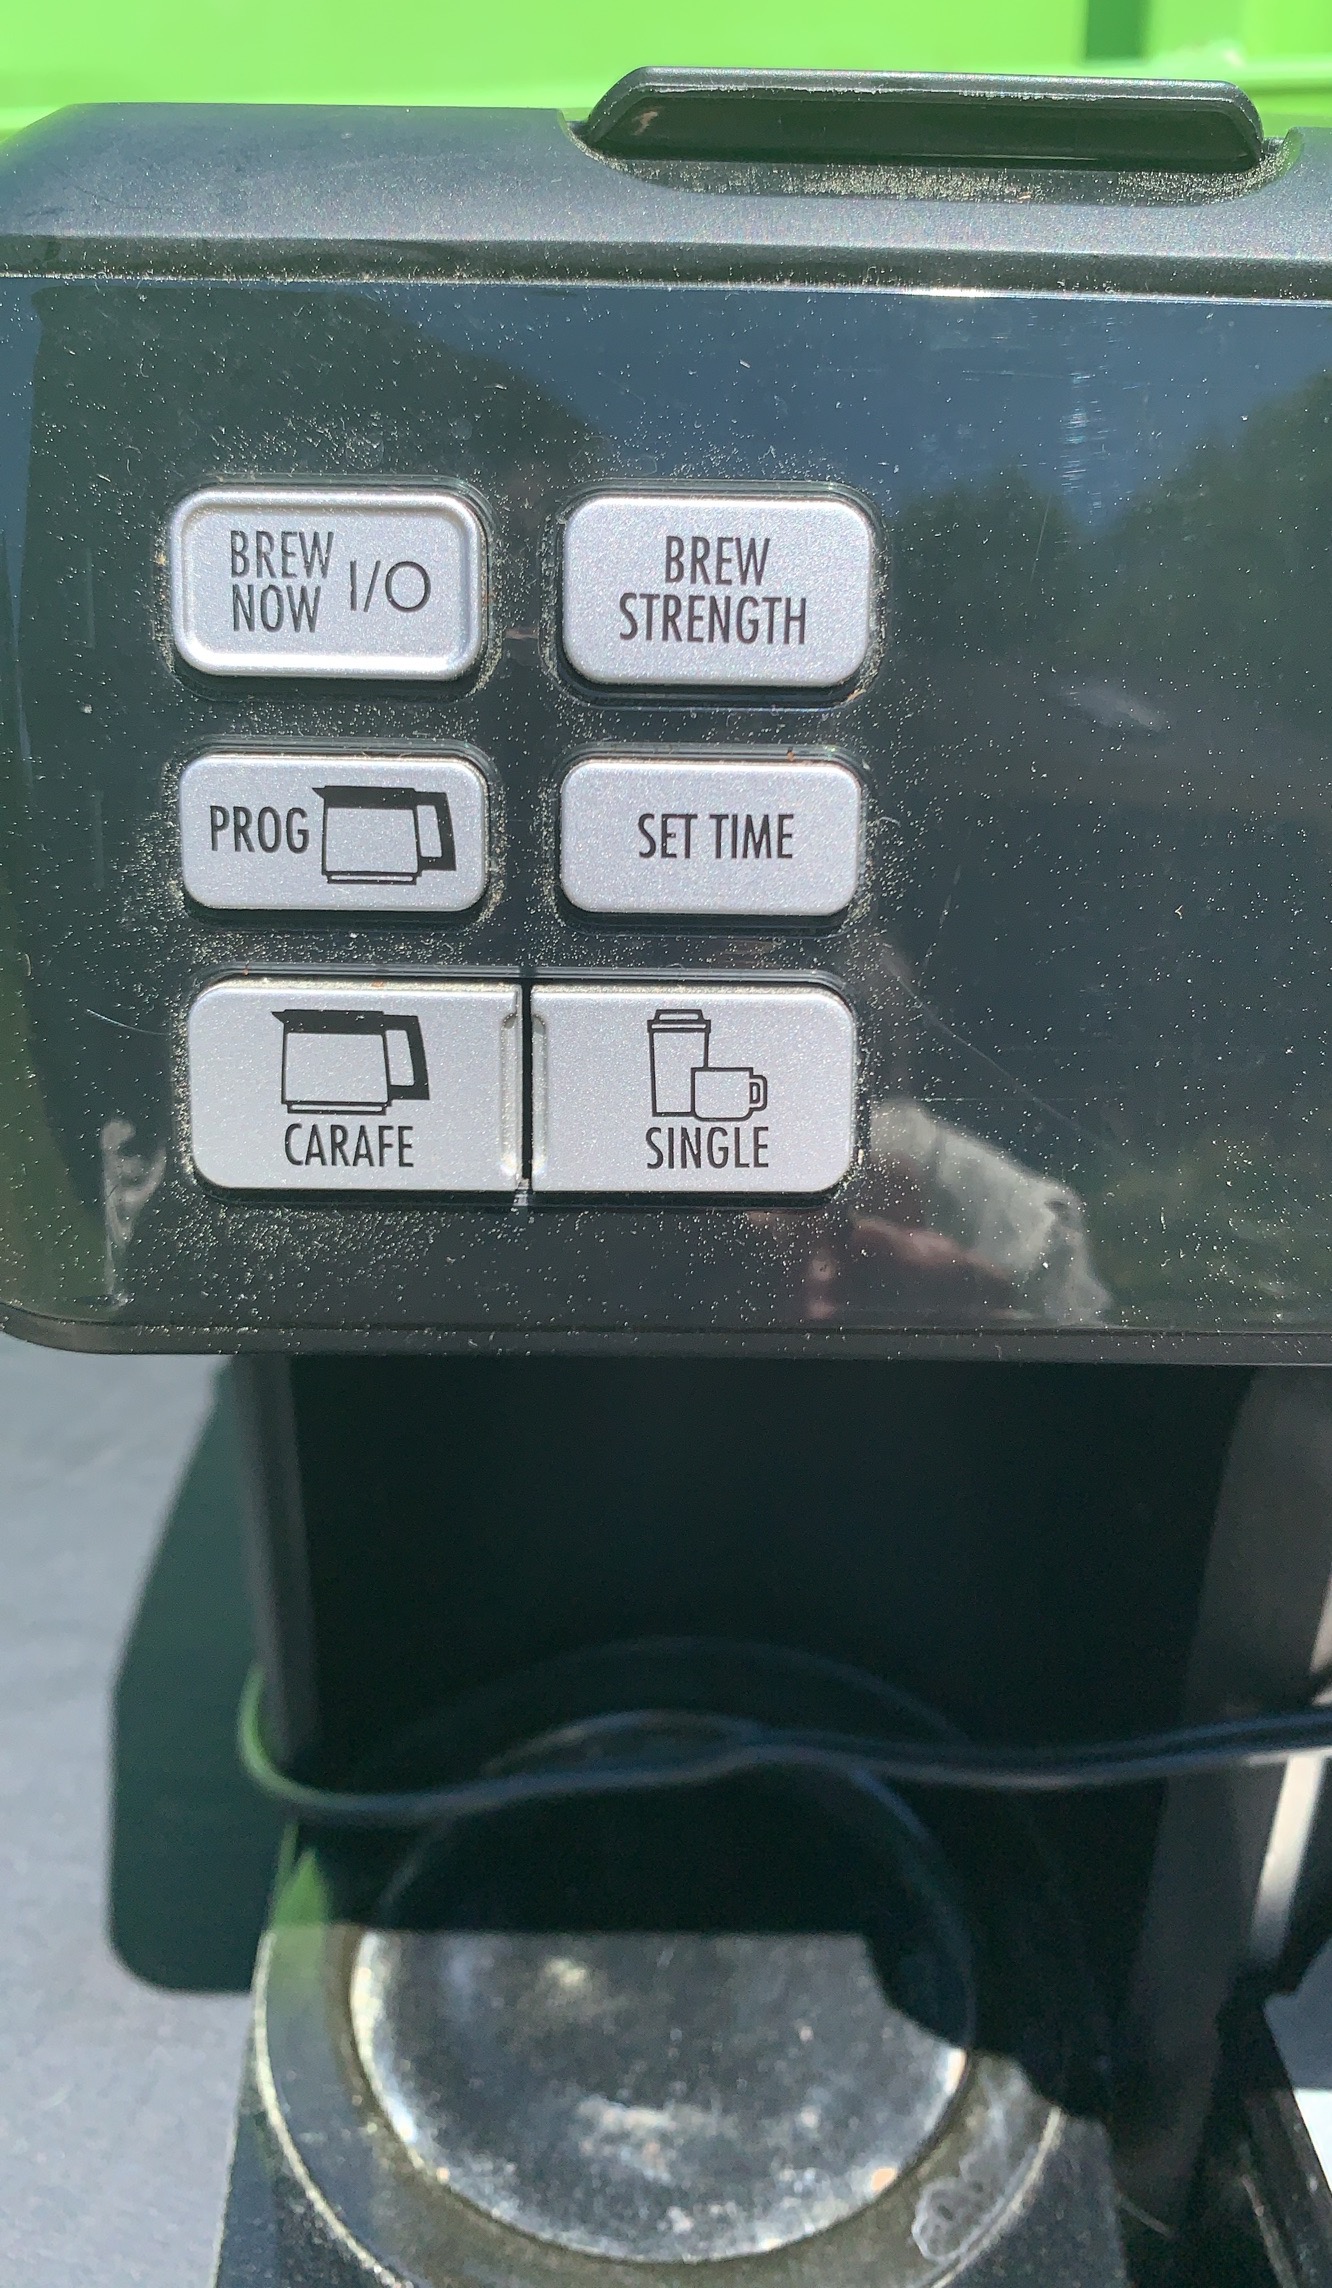 BREW
NOW I/O
BREW
STRENGTH
PROG
SET TIME
CARAFE
SINGLE